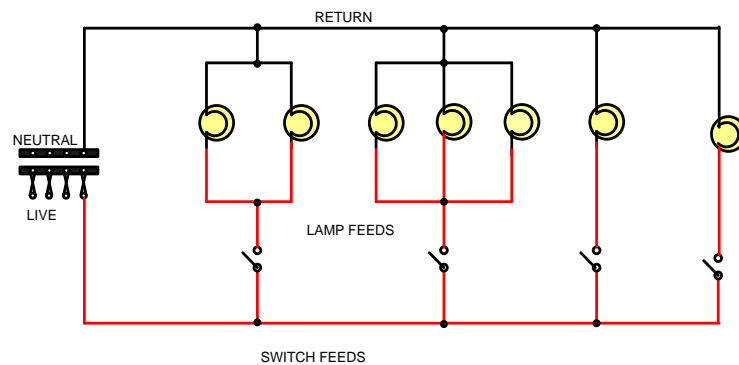 RETURN
NEUTRAL
LIVE
LAMP FEEDS
SWITCH FEEDS